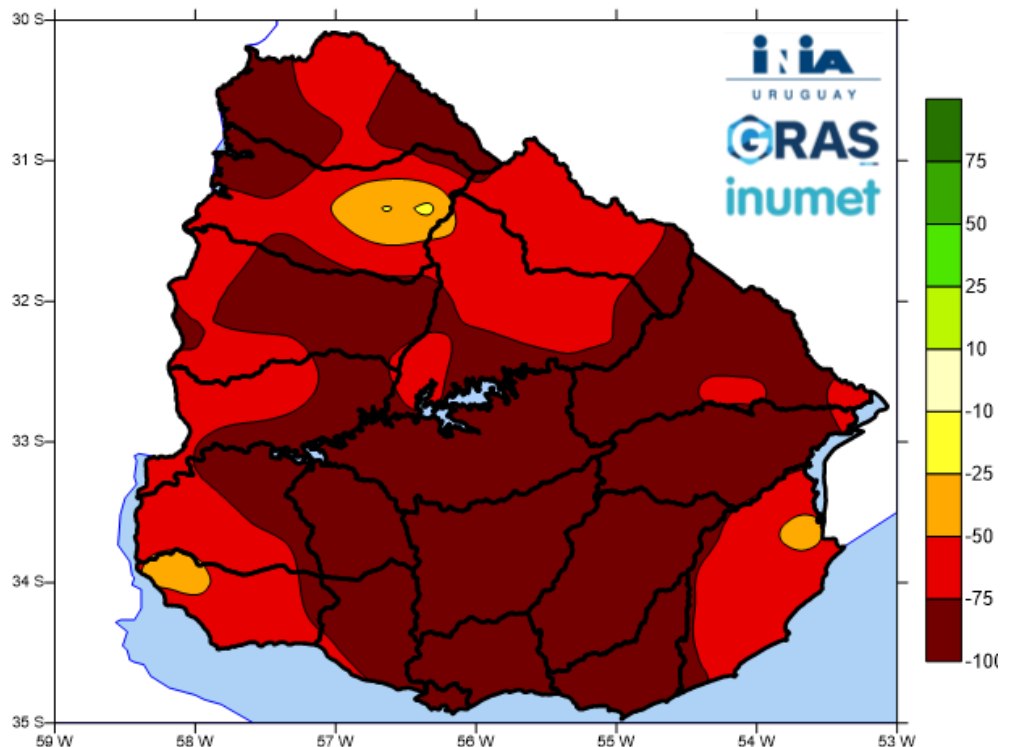 30 S
31 S
32 S
33 S
34 S
35 S
59 W
58 W
57 W
56 W
55 W
54 W
53 W
INIA
URUGUAY
GRAS
inumet
75
50
25
10
-10
-25
-50
-75
-100